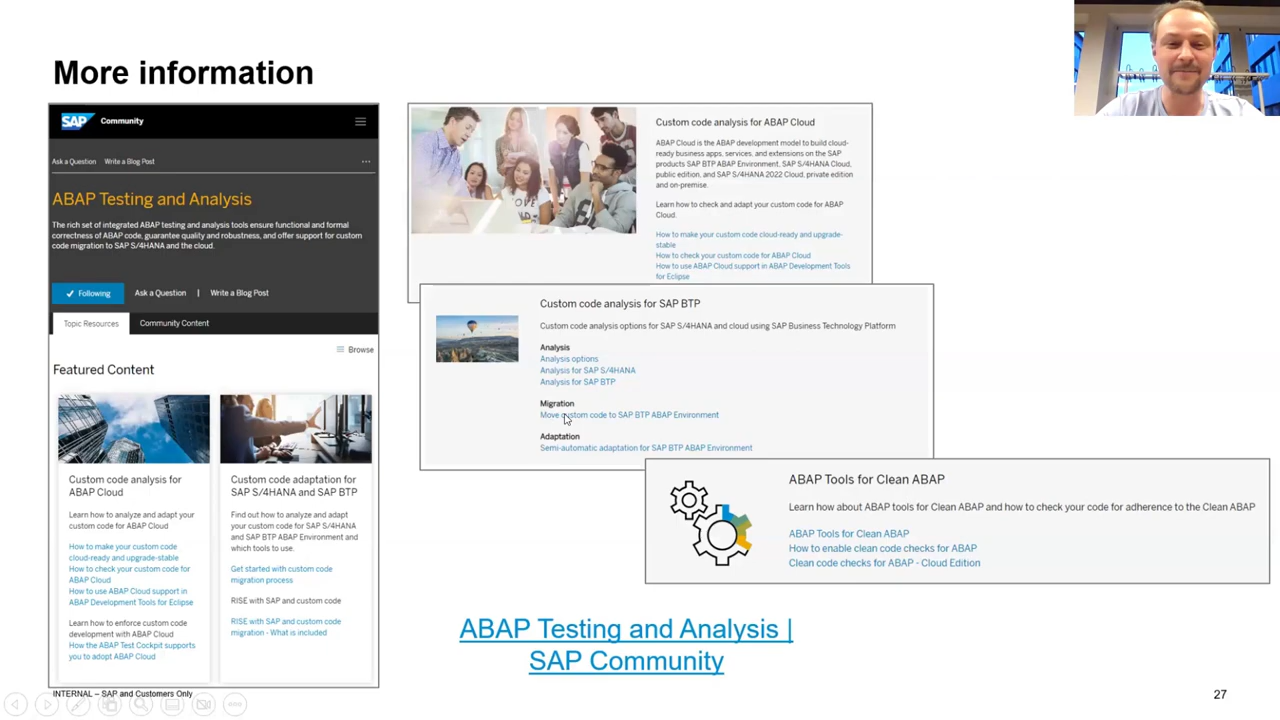 More information
SAP Community
Ask a Question Write a Blog Post
ABAP Testing and Analysis
The rich set of integrated ABAP testing and analysis tools ensure functional and formal
correctness of ABAP code, guarantee quality and robustness, and offer support for custom
code migration to SAP S/4HANA and the cloud.
Following Ask a Question | Write a Blog Post
Topic Resources Community Content
Browse
Featured Content
Custom code analysis for
ABAP Cloud
Learn how to analyze and adapt your
custom code for ABAP Cloud
How to make your custom code
cloud-ready and upgrade-stable
How to check your custom code for
ABAP Cloud
How to use ABAP Cloud support in
ABAP Development Tools for Eclipse
Learn how to enforce custom code
development with ABAP Cloud
How the ABAP Test Cockpit supports
you to adopt ABAP Cloud
Custom code adaptation for
SAP S/4HANA and SAP BTP
Find out how to analyze and adapt
your custom code for SAP S/4HANA
and SAP BTP ABAP Environment and
which tools to use.
Get started with custom code
migration process
RISE with SAP and custom code
RISE with SAP and custom code
migration - What is included
Custom code analysis for ABAP Cloud
ABAP Cloud is the ABAP development model to build cloud-
ready business apps, services, and extensions on the SAP
products SAP BTP ABAP Environment, SAP S/4HANA Cloud,
public edition, and SAP S/4HANA 2022 Cloud, private edition
and on-premise.
Learn how to check and adapt your custom code for ABAP
Cloud.
How to make your custom code cloud-ready and upgrade-
stable
How to check your custom code for ABAP Cloud
How to use ABAP Cloud support in ABAP Development Tools
for Eclipse
Custom code analysis for SAP BTP
Custom code analysis options for SAP S/4HANA and cloud using SAP Business Technology Platform
Analysis
Analysis options
Analysis for SAP S/4HANA
Analysis for SAP BTP
Migration
Move custom code to SAP BTP ABAP Environment
Adaptation
Semi-automatic adaptation for SAP BTP ABAP Environment
ABAP Tools for Clean ABAP
Learn how about ABAP tools for Clean ABAP and how to check your code for adherence to the Clean ABAP
ABAP Tools for Clean ABAP
How to enable clean code checks for ABAP
Clean code checks for ABAP - Cloud Edition
ABAP Testing and Analysis |
SAP Community
INTERNAL – SAP and Customers Only
27